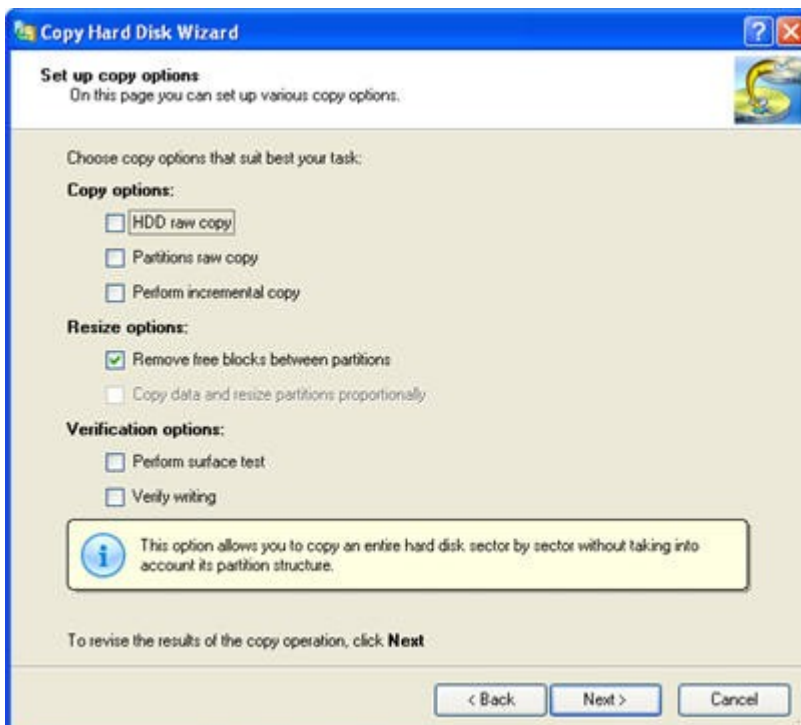 Copy Hard Disk Wizard
Set up copy options
On this page you can set up various copy options.
Choose copy options that suit best your task:
Copy options:
HDD raw copy
Partitions raw copy
Perform incremental copy
Resize options:
Remove free blocks between partitions
Copy data and resize partitions proportionally
Verification options:
Perform surface test
Verify writing
This option allows you to copy an entire hard disk sector by sector without taking into
account its partition structure.
To revise the results of the copy operation, click Next
< Back Next > Cancel